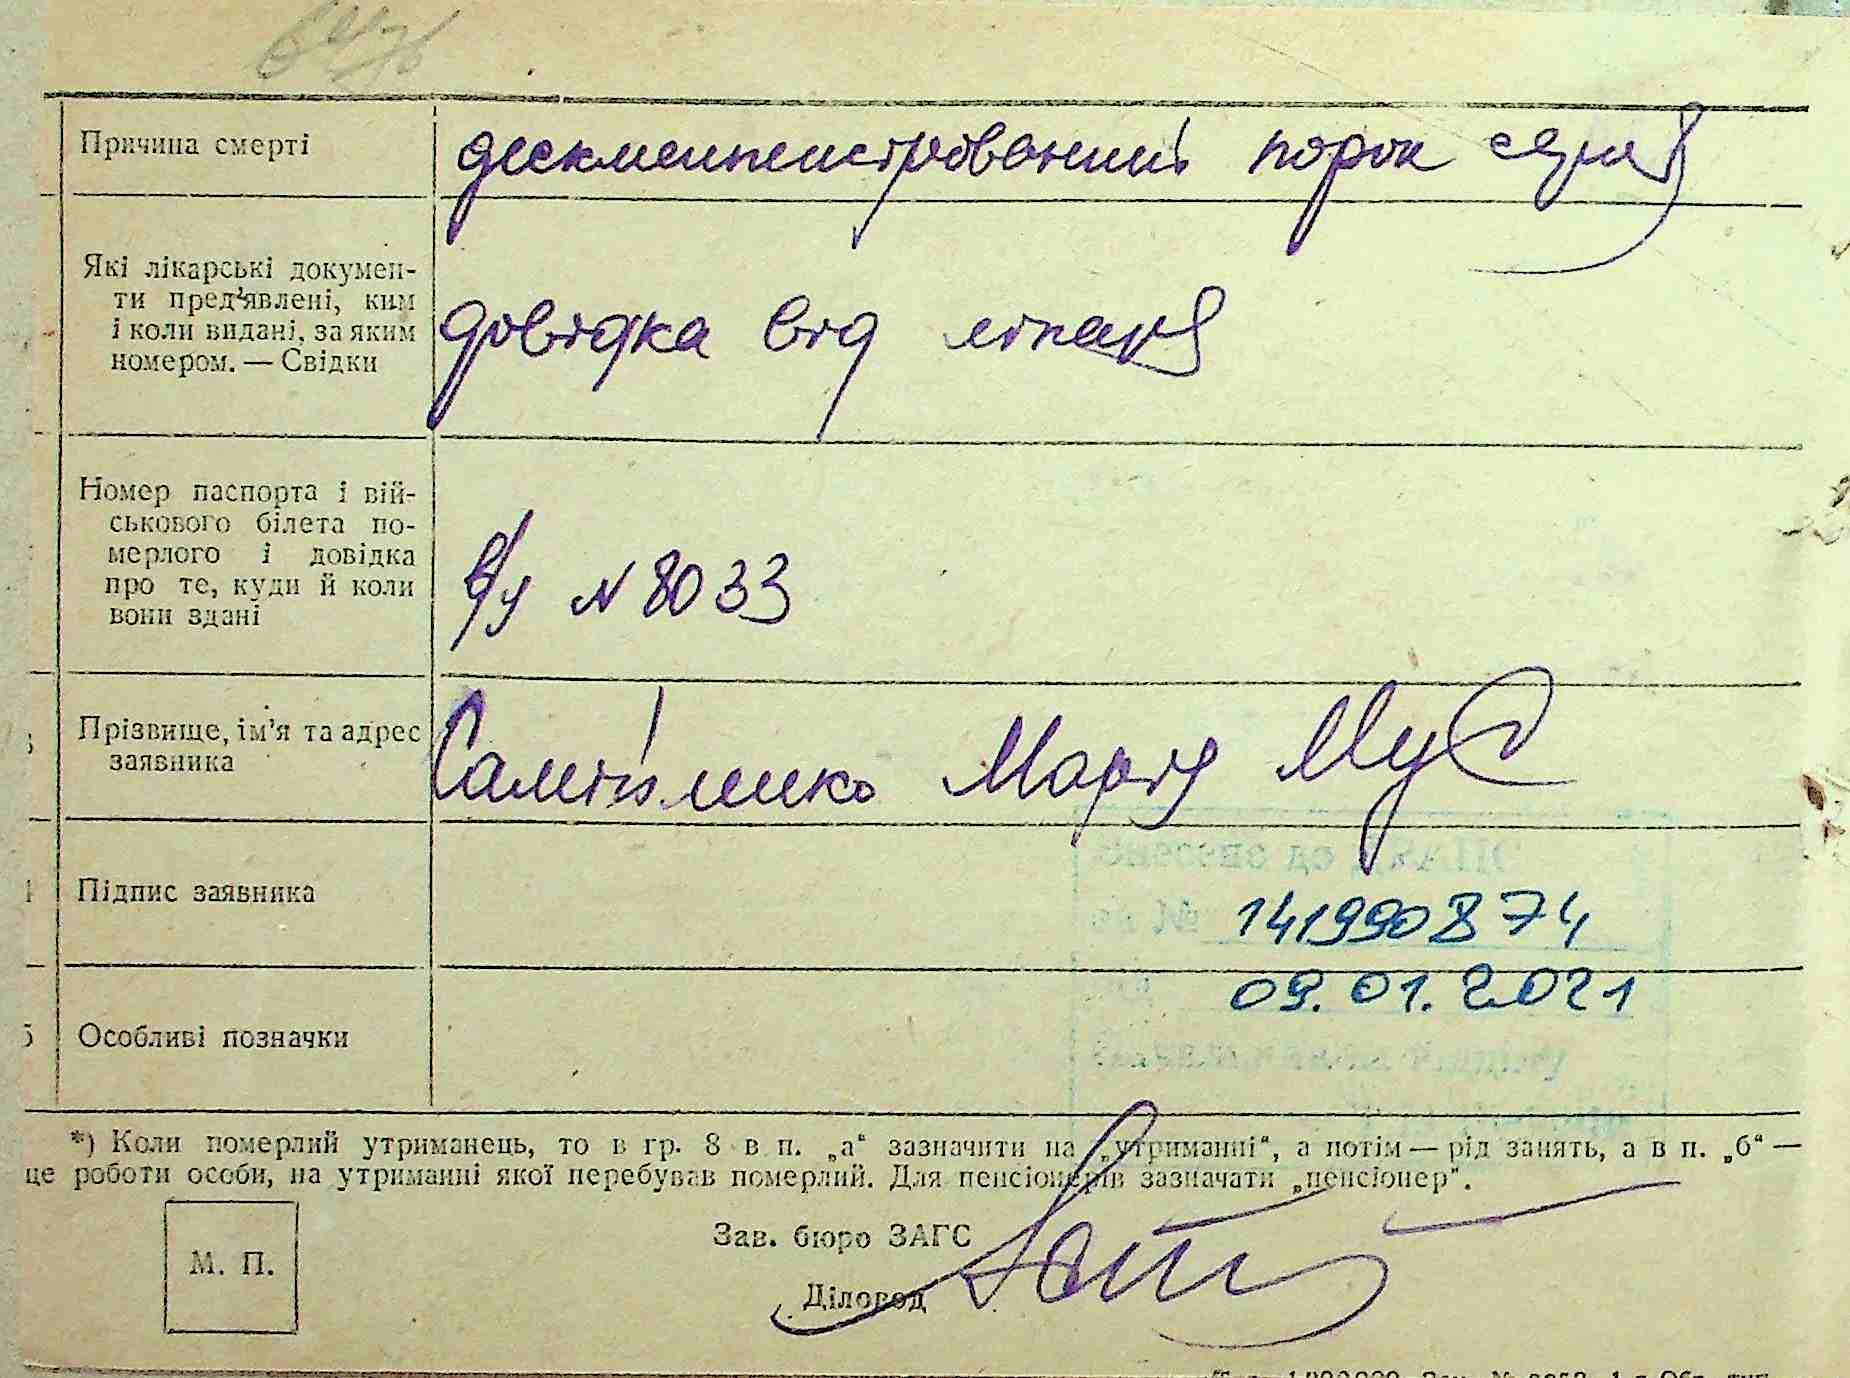 Причина смерті
порок
Які лікарські докумен-
ти пред'явлені, ким
і коли видані, за яким
номером. — Свідки
довідка від лікаря
Номер паспорта і вій-
ськового білета по-
мерлого і довідка
про те, куди й коли
вони здані
в/у N 8033
Прізвище, ім'я та адрес
заявника
Самійленко Марія
Підпис заявника
внесено до ДРАЦС
№ 141990874
09.01.2021
Особливі позначки
*) Коли померлий утриманець, то в гр. 8 в п. „а“ зазначити на „утриманні“, а потім — рід занять, а в п. „б“ —
це роботи особи, на утриманні якої перебував померлий. Для пенсіонерів зазначати „пенсіонер“.
Зав. бюро ЗАГС
М. П.
Діловод